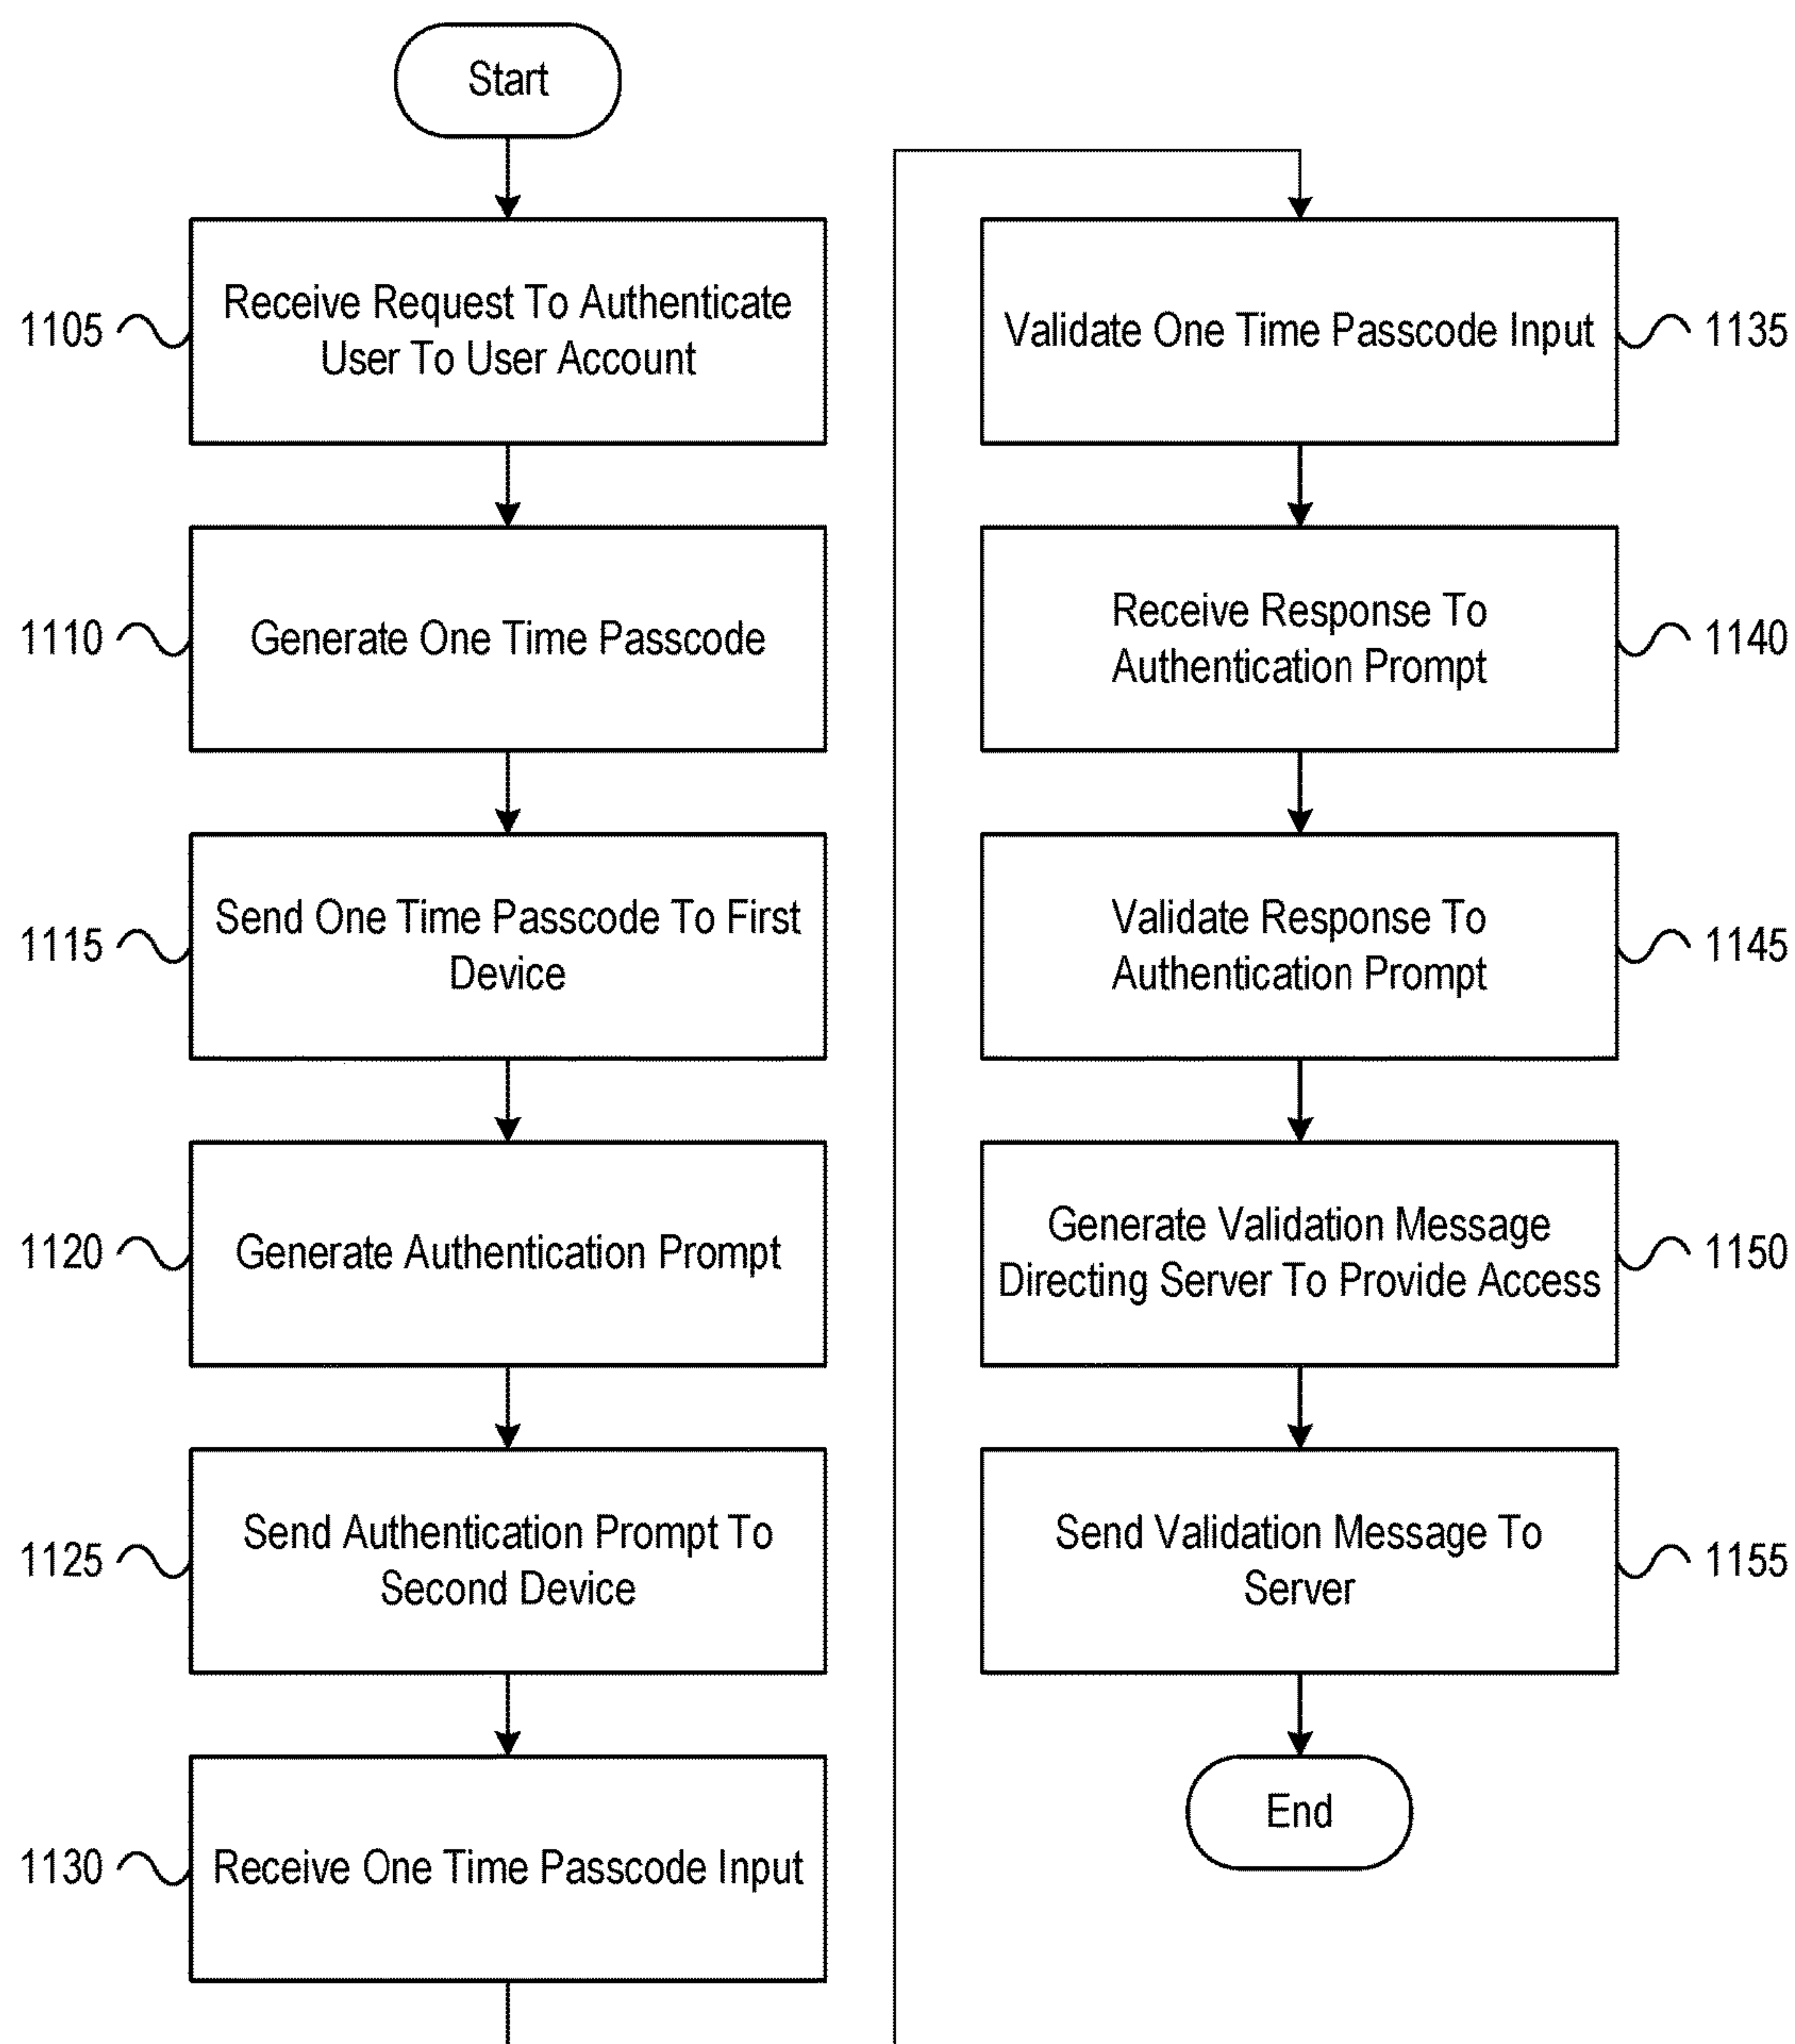 Start
1105
Receive Request To Authenticate
User To User Account
1110
Generate One Time Passcode
1115
Send One Time Passcode To First
Device
1120
Generate Authentication Prompt
1125
Send Authentication Prompt To
Second Device
1130
Receive One Time Passcode Input
Validate One Time Passcode Input
1135
Receive Response To
Authentication Prompt
1140
Validate Response To
Authentication Prompt
1145
Generate Validation Message
Directing Server To Provide Access
1150
Send Validation Message To
Server
1155
End